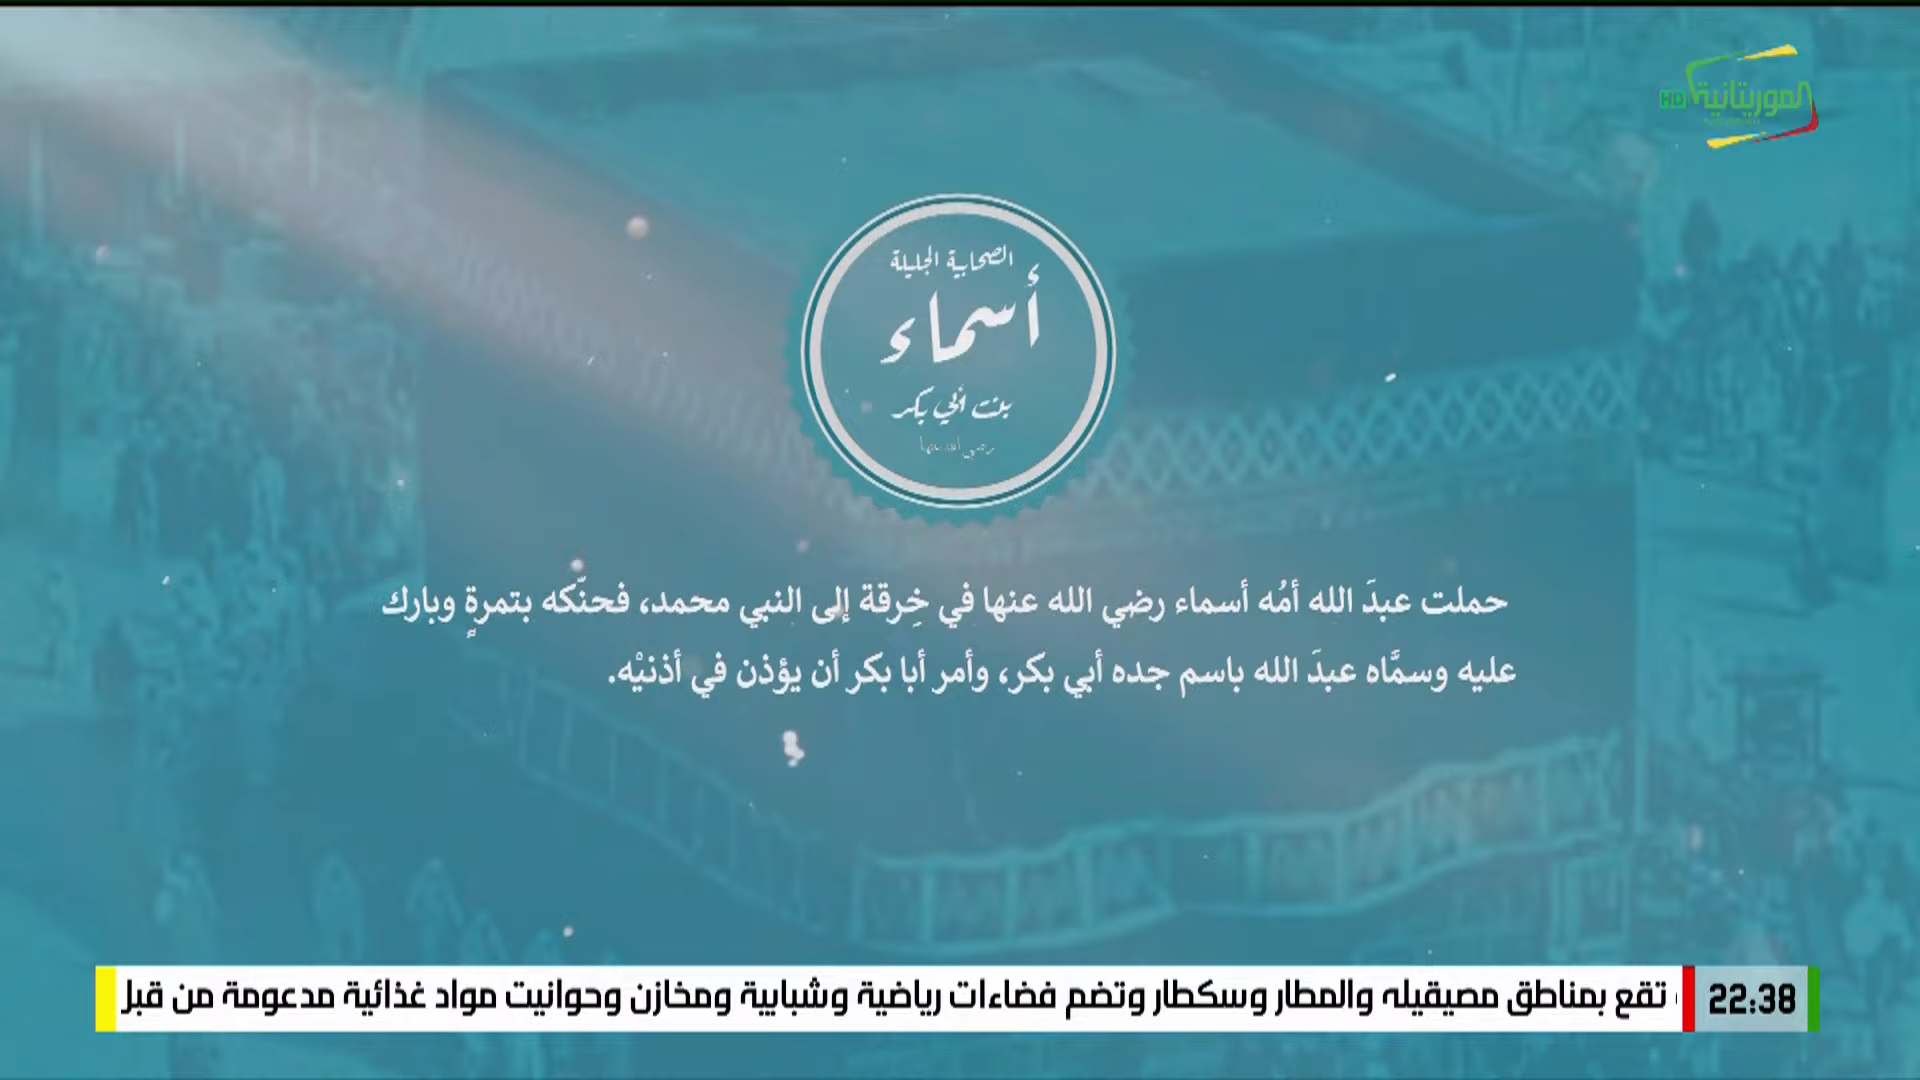 الموريتانية
HD
الصحابية الجليلة
أسماء
بنت أبي بكر
رضي الله عنها
حملت عبدَ الله أمُه أسماء رضي الله عنها في خِرقة إلى النبي محمد، فحنّكه بتمرةٍ وبارك
عليه وسمَّاه عبدَ الله باسم جده أبي بكر، وأمر أبا بكر أن يؤذن في أذنيْه.
تقع بمناطق مصيقيله والمطار وسكطار وتضم فضاءات رياضية وشبابية ومخازن وحوانيت مواد غذائية مدعومة من قبل
22:38